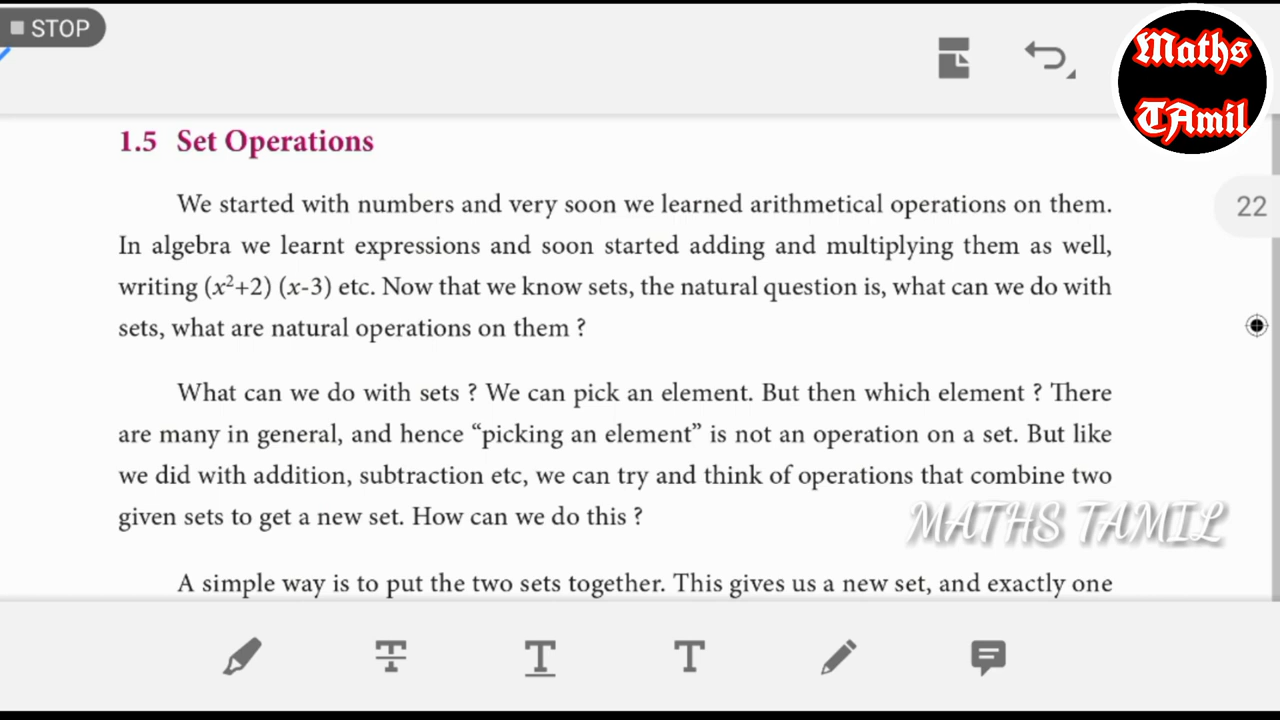 STOP
Maths
TAmil
1.5 Set Operations
22
We started with numbers and very soon we learned arithmetical operations on them.
In algebra we learnt expressions and soon started adding and multiplying them as well,
writing (x²+2) (x-3) etc. Now that we know sets, the natural question is, what can we do with
sets, what are natural operations on them ?
What can we do with sets ? We can pick an element. But then which element ? There
are many in general, and hence “picking an element” is not an operation on a set. But like
we did with addition, subtraction etc, we can try and think of operations that combine two
given sets to get a new set. How can we do this ?
MATHS TAMIL
A simple way is to put the two sets together. This gives us a new set, and exactly one
T
T
T